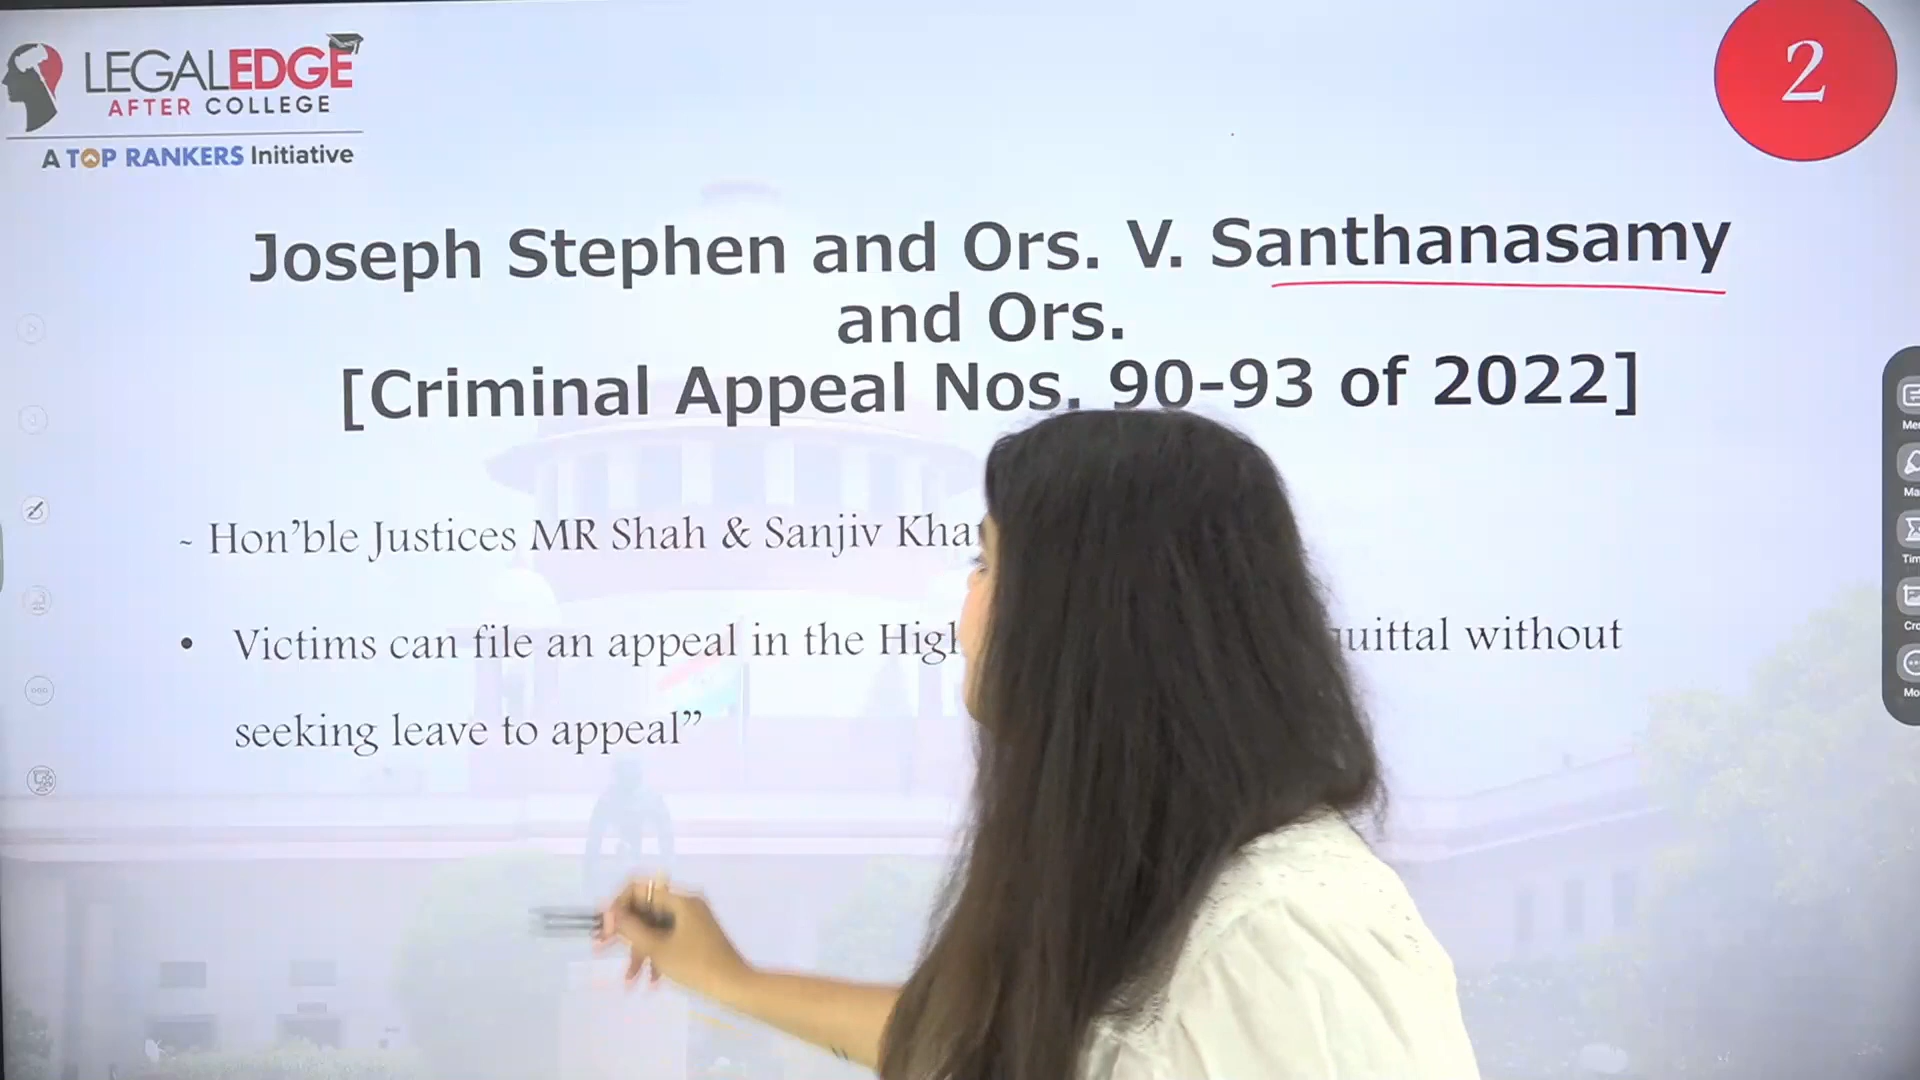 LEGALEDGE
AFTER COLLEGE
A TOP RANKERS Initiative
2
Joseph Stephen and Ors. V. Santhanasamy
and Ors.
[Criminal Appeal Nos. 90-93 of 2022]
~ Hon'ble Justices MR Shah & Sanjiv
• Victims can file an appeal in the without
seeking leave to appeal”